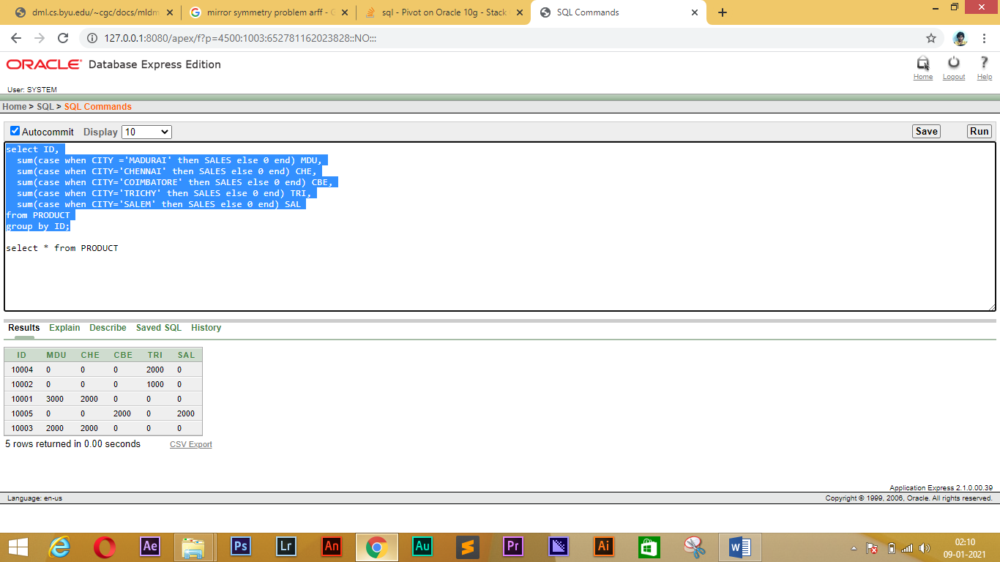 dml.cs.byu.edu/~cgc/docs/mldm
mirror symmetry problem arff - G
sql - Pivot on Oracle 10g - Stack
SQL Commands
127.0.0.1:8080/apex/f?p=4500:1003:652781162023828::NO:::
ORACLE® Database Express Edition
Home Logout Help
User: SYSTEM
Home > SQL > SQL Commands
Autocommit Display 10 Save Run
select ID,
sum(case when CITY ='MADURAI' then SALES else 0 end) MDU,
sum(case when CITY='CHENNAI' then SALES else 0 end) CHE,
sum(case when CITY='COIMBATORE' then SALES else 0 end) CBE,
sum(case when CITY='TRICHY' then SALES else 0 end) TRI,
sum(case when CITY='SALEM' then SALES else 0 end) SAL
from PRODUCT
group by ID;
select * from PRODUCT
Results Explain Describe Saved SQL History
ID MDU CHE CBE TRI SAL
10004 0 0 0 2000 0
10002 0 0 0 1000 0
10001 3000 2000 0 0 0
10005 0 0 2000 0 2000
10003 2000 2000 0 0 0
5 rows returned in 0.00 seconds CSV Export
Application Express 2.1.0.00.39
Language: en-us Copyright © 1999, 2006, Oracle. All rights reserved.
Ae Ps Lr An Au Pr Ai W
02:10
09-01-2021